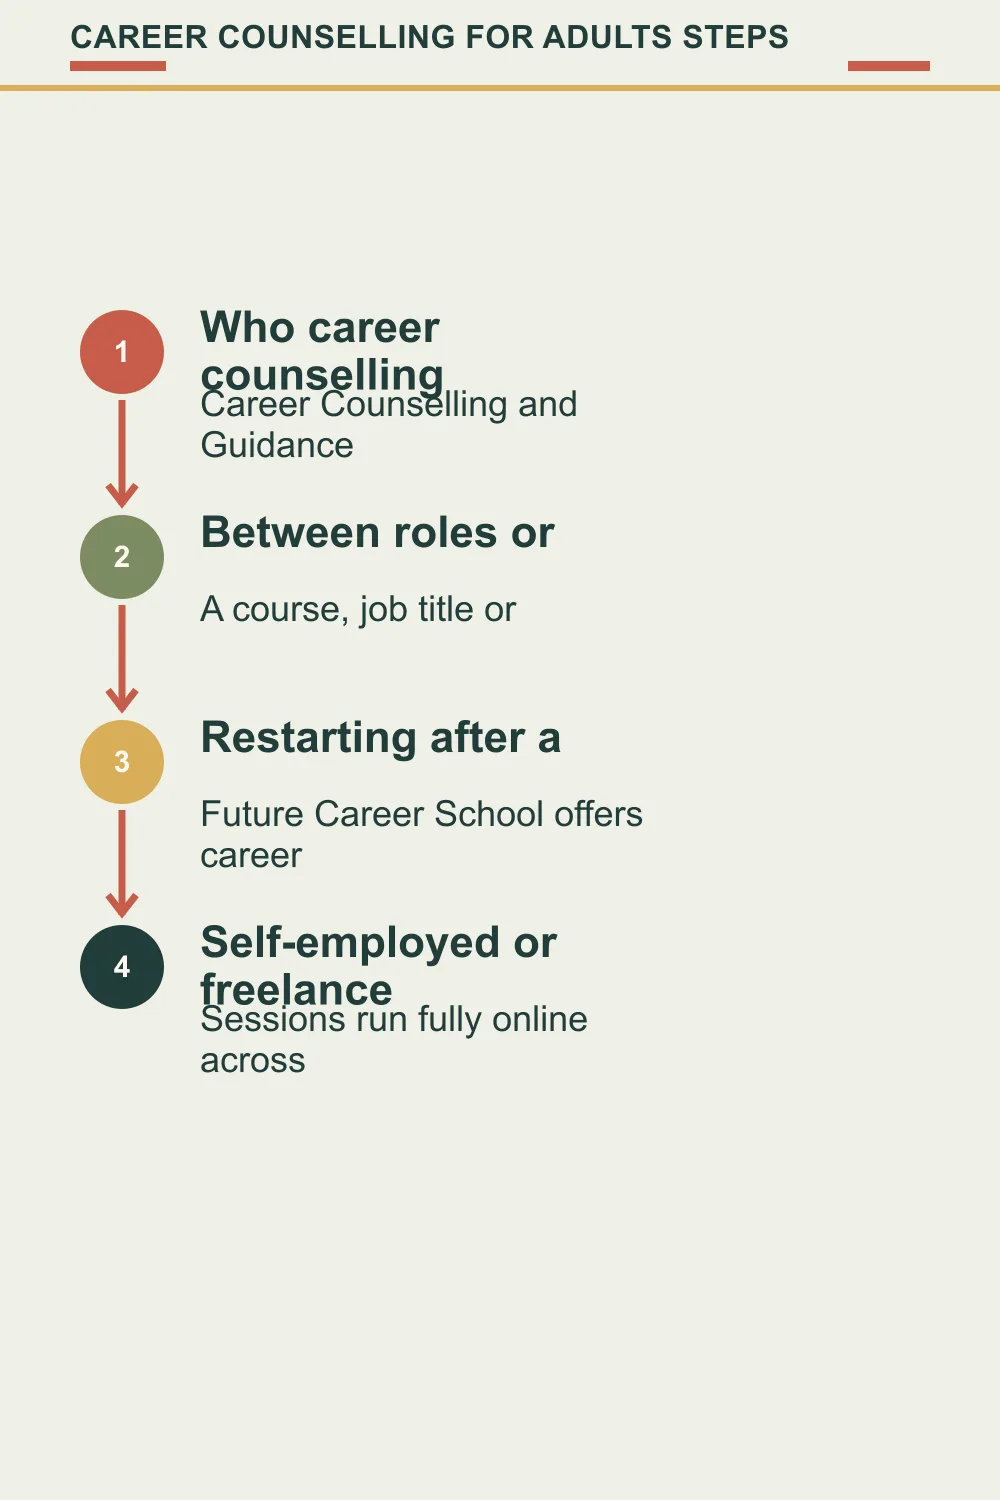 CAREER COUNSELLING FOR ADULTS STEPS
1
Who career
counselling
Career Counselling and
Guidance
2
Between roles or
A course, job title or
3
Restarting after a
Future Career School offers
career
4
Self-employed or
freelance
Sessions run fully online
across